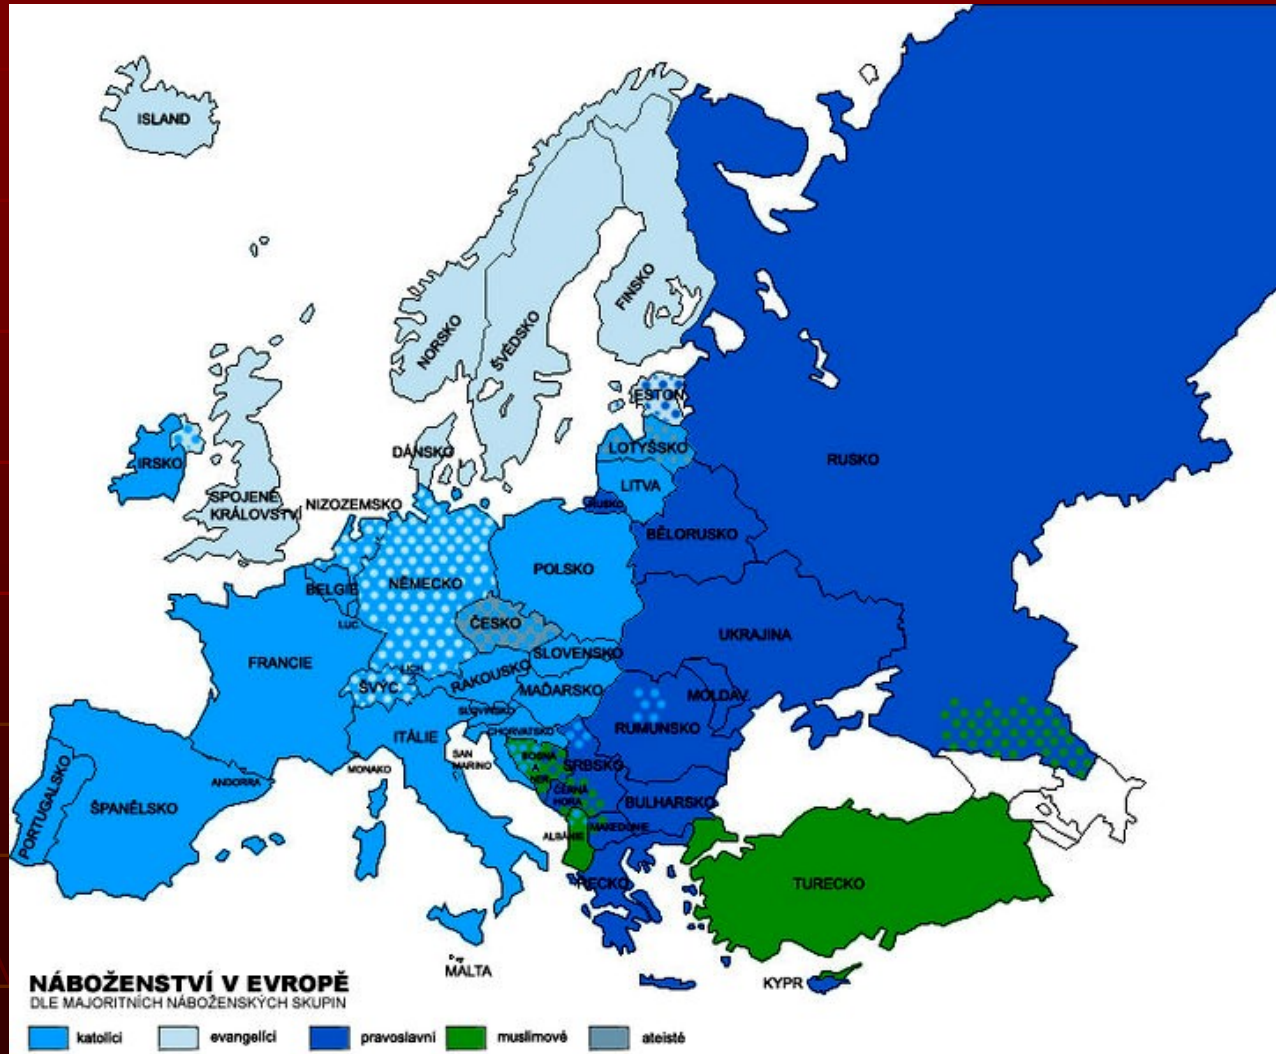 ISLAND
NORSKO
ŠVÉDSKO
FINSKO
ESTON
LOTYŠSKO
LITVA
RUSKO
RUSKO
BĚLORUSKO
DÁNSKO
IRSKO
SPOJENÉ
KRÁLOVSTVÍ
NIZOZEMSKO
BELGIE
LUC.
NĚMECKO
POLSKO
ČESKO
SLOVENSKO
UKRAJINA
FRANCIE
LICH.
ŠVÝC.
RAKOUSKO
MAĎARSKO
MOLDAV.
RUMUNSKO
SLOVINSKO
CHORVATSKO
ITÁLIE
SAN
MARINO
MONAKO
BOSNA
A
HER.
SRBSKO
ČERNÁ
HORA
BULHARSKO
ANDORRA
PORTUGALSKO
ŠPANĚLSKO
ALBÁNIE
MAKEDONIE
ŘECKO
TURECKO
MALTA
KYPR
NÁBOŽENSTVÍ V EVROPĚ
DLE MAJORITNÍCH NÁBOŽENSKÝCH SKUPIN
katolíci evangelíci pravoslavní muslimové ateisté